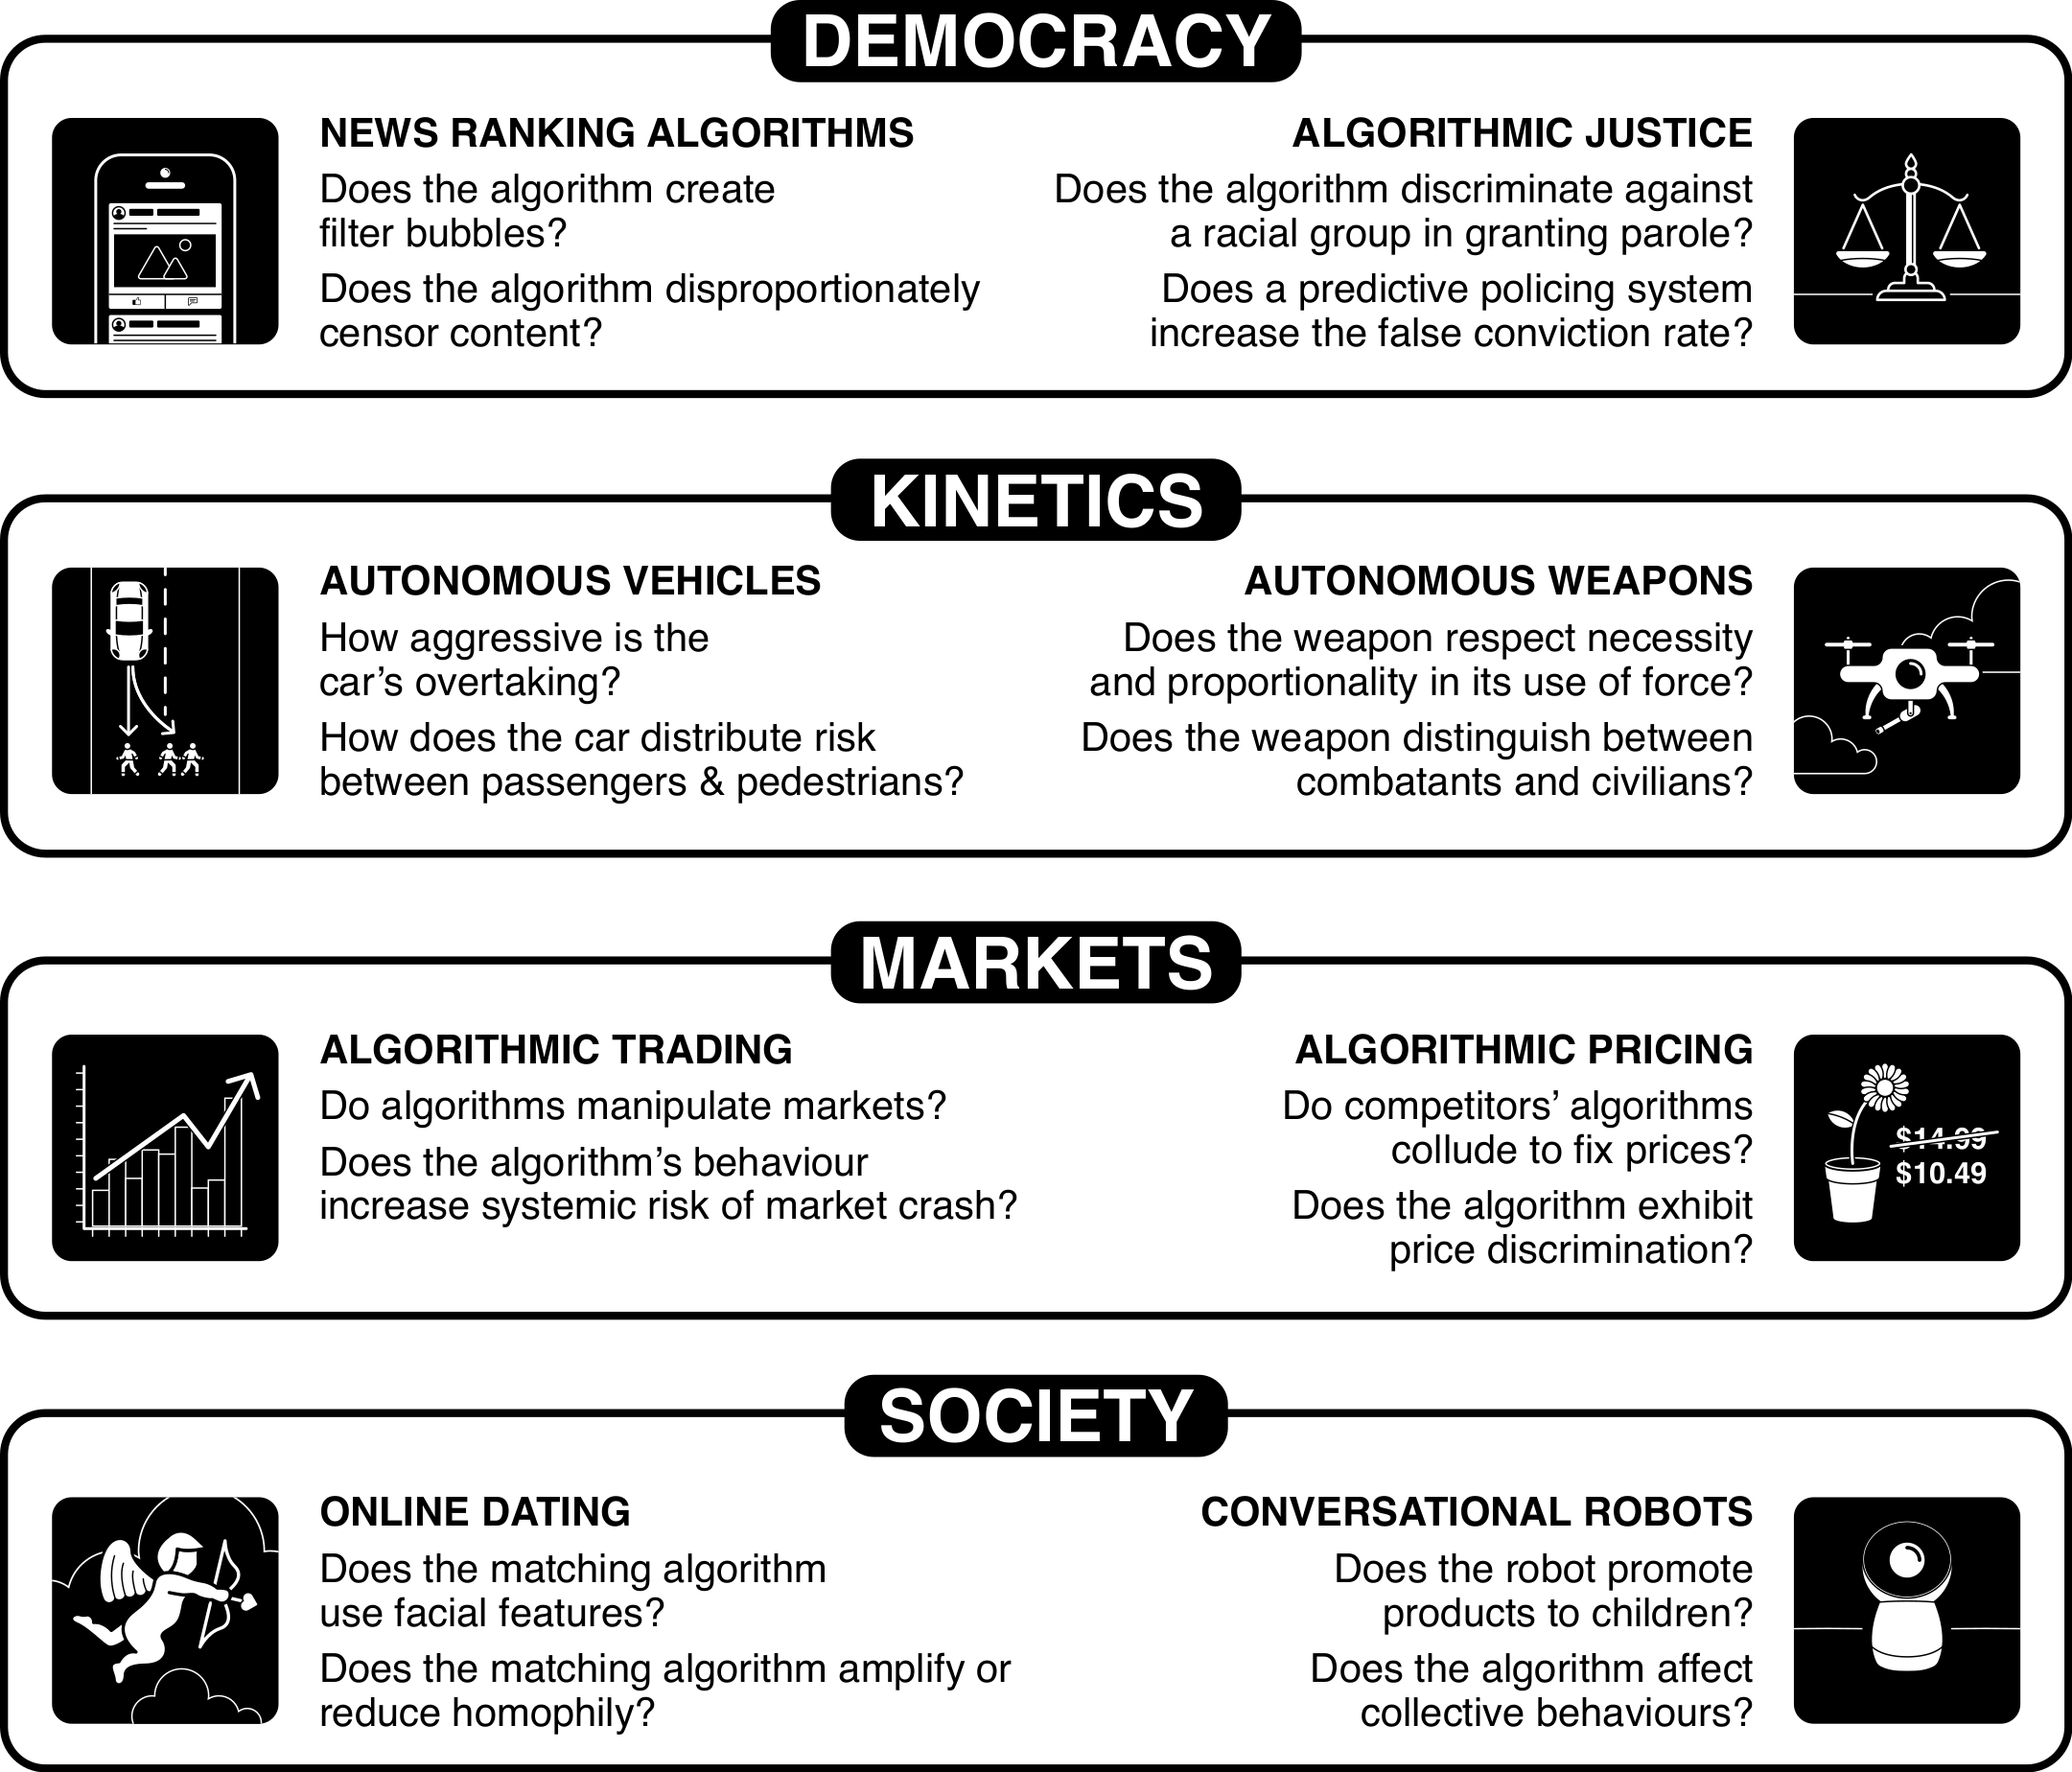 DEMOCRACY
NEWS RANKING ALGORITHMS
Does the algorithm create
filter bubbles?
Does the algorithm disproportionately
censor content?
ALGORITHMIC JUSTICE
Does the algorithm discriminate against
a racial group in granting parole?
Does a predictive policing system
increase the false conviction rate?
KINETICS
AUTONOMOUS VEHICLES
How aggressive is the
car’s overtaking?
How does the car distribute risk
between passengers & pedestrians?
AUTONOMOUS WEAPONS
Does the weapon respect necessity
and proportionality in its use of force?
Does the weapon distinguish between
combatants and civilians?
MARKETS
ALGORITHMIC TRADING
Do algorithms manipulate markets?
Does the algorithm’s behaviour
increase systemic risk of market crash?
ALGORITHMIC PRICING
Do competitors’ algorithms
collude to fix prices?
Does the algorithm exhibit
price discrimination?
$14.99
$10.49
SOCIETY
ONLINE DATING
Does the matching algorithm
use facial features?
Does the matching algorithm amplify or
reduce homophily?
CONVERSATIONAL ROBOTS
Does the robot promote
products to children?
Does the algorithm affect
collective behaviours?